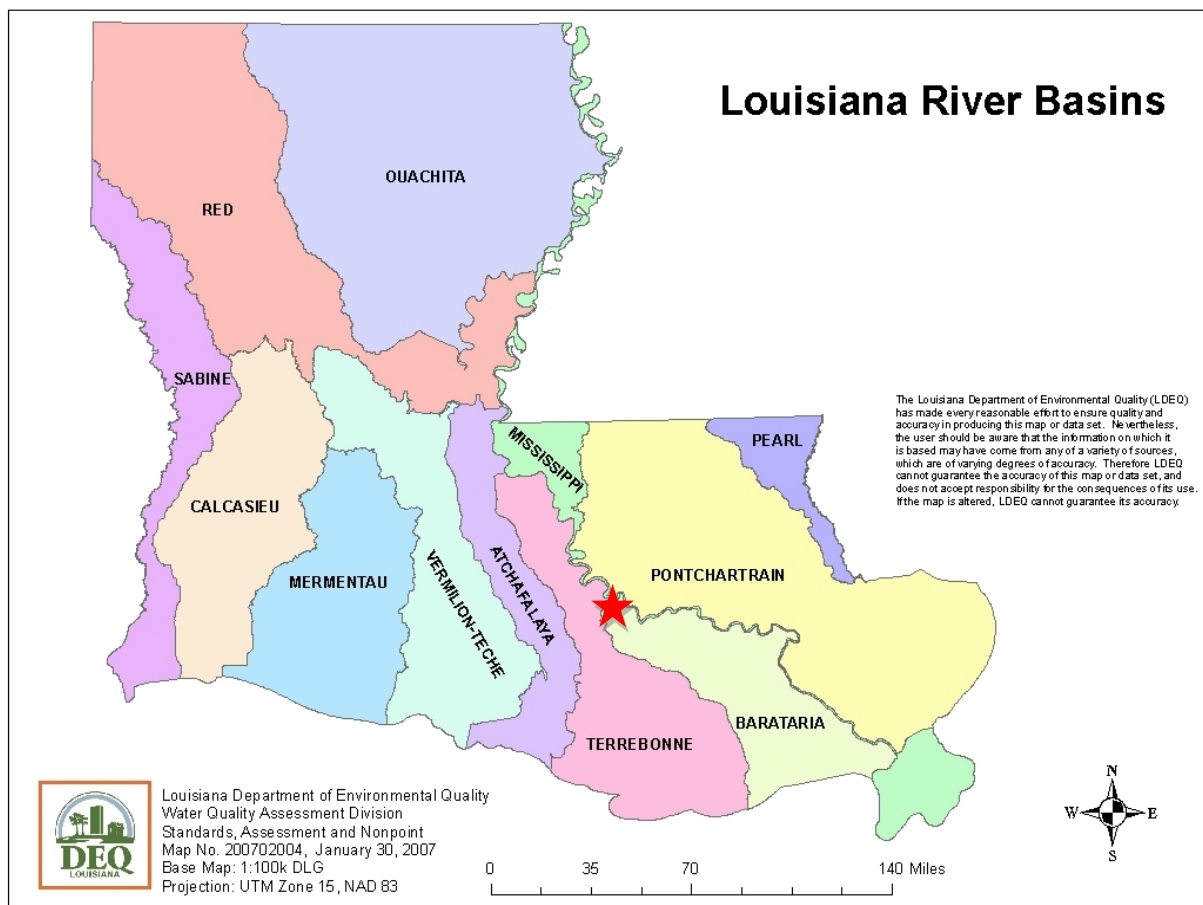 Louisiana River Basins
OUACHITA
RED
SABINE
The Louisiana Department of Environmental Quality (LDEQ)
has made every reasonable effort to ensure quality and
accuracy in producing this map or data set. Nevertheless,
the user should be aware that the information on which it
is based may have come from any of a variety of sources,
which are of varying degrees of accuracy. Therefore LDEQ
cannot guarantee the accuracy of this map or data set, and
does not accept responsibility for the consequences of its use.
If the map is altered, LDEQ cannot guarantee its accuracy.
MISSISSIPPI
PEARL
CALCASIEU
MERMENTAU
VERMILION-TECHE
ATCHAFALAYA
PONTCHARTRAIN
BARATARIA
TERREBONNE
DEQ
LOUISIANA
Louisiana Department of Environmental Quality
Water Quality Assessment Division
Standards, Assessment and Nonpoint
Map No. 200702004, January 30, 2007
Base Map: 1:100k DLG
Projection: UTM Zone 15, NAD 83
0 35 70 140 Miles
N
W E
S